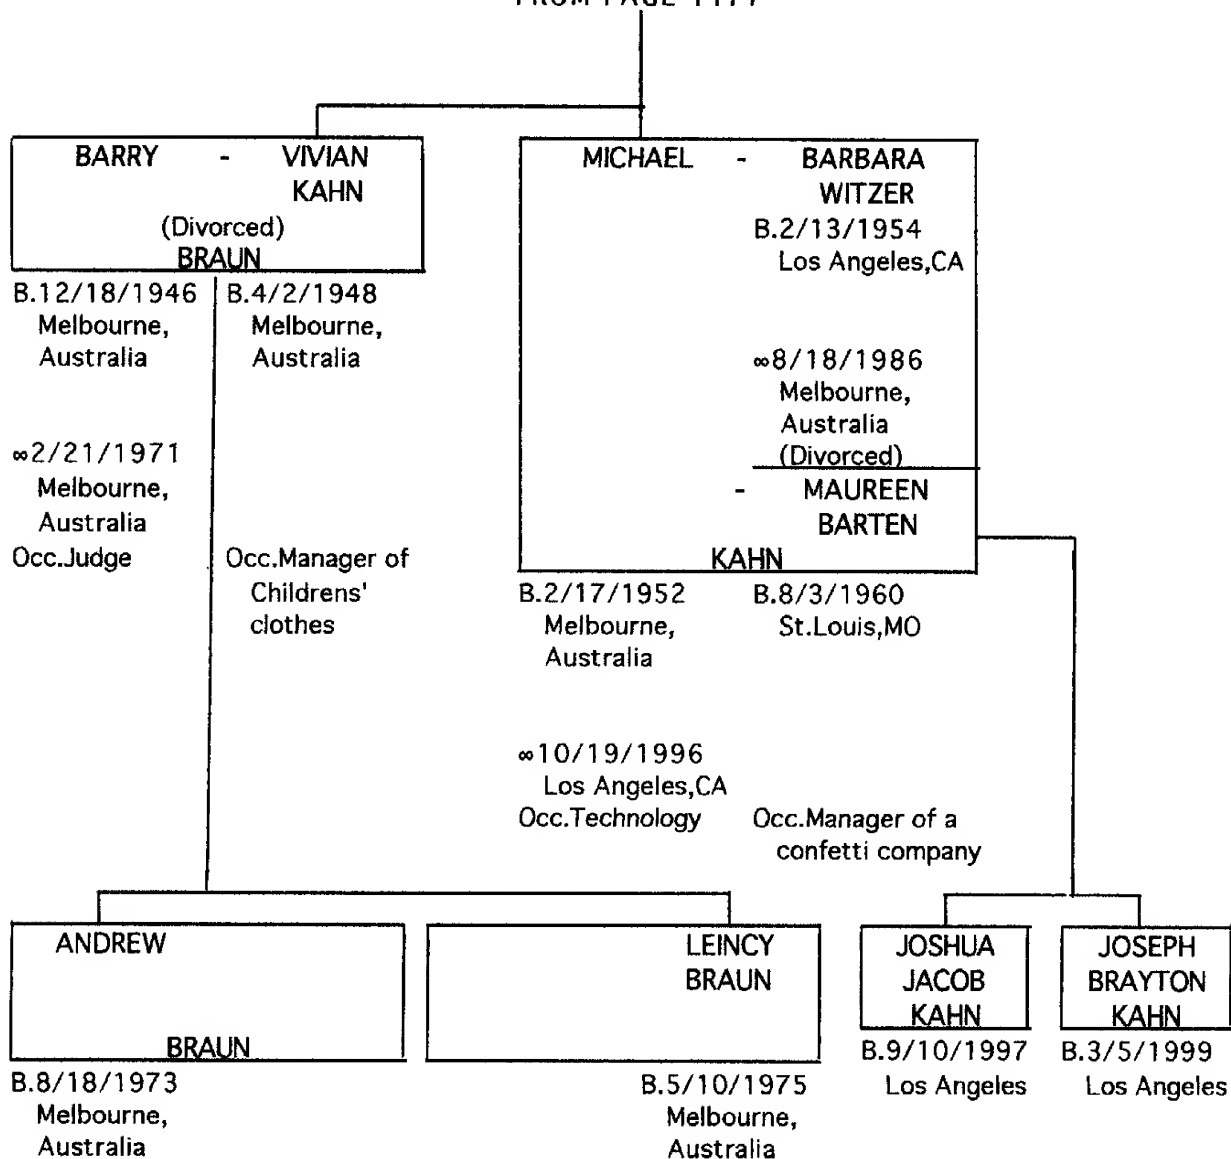 BARRY - VIVIAN
KAHN
(Divorced)
BRAUN
B.12/18/1946 B.4/2/1948
Melbourne, Melbourne,
Australia Australia
∞2/21/1971
Melbourne,
Australia
Occ.Judge Occ.Manager of
Childrens'
clothes
MICHAEL - BARBARA
WITZER
B.2/13/1954
Los Angeles,CA
∞8/18/1986
Melbourne,
Australia
(Divorced)
- MAUREEN
BARTEN
KAHN
B.2/17/1952 B.8/3/1960
Melbourne, St.Louis,MO
Australia
∞10/19/1996
Los Angeles,CA
Occ.Technology Occ.Manager of a
confetti company
ANDREW
BRAUN
B.8/18/1973
Melbourne,
Australia
LEINCY
BRAUN
B.5/10/1975
Melbourne,
Australia
JOSHUA
JACOB
KAHN
B.9/10/1997
Los Angeles
JOSEPH
BRAYTON
KAHN
B.3/5/1999
Los Angeles